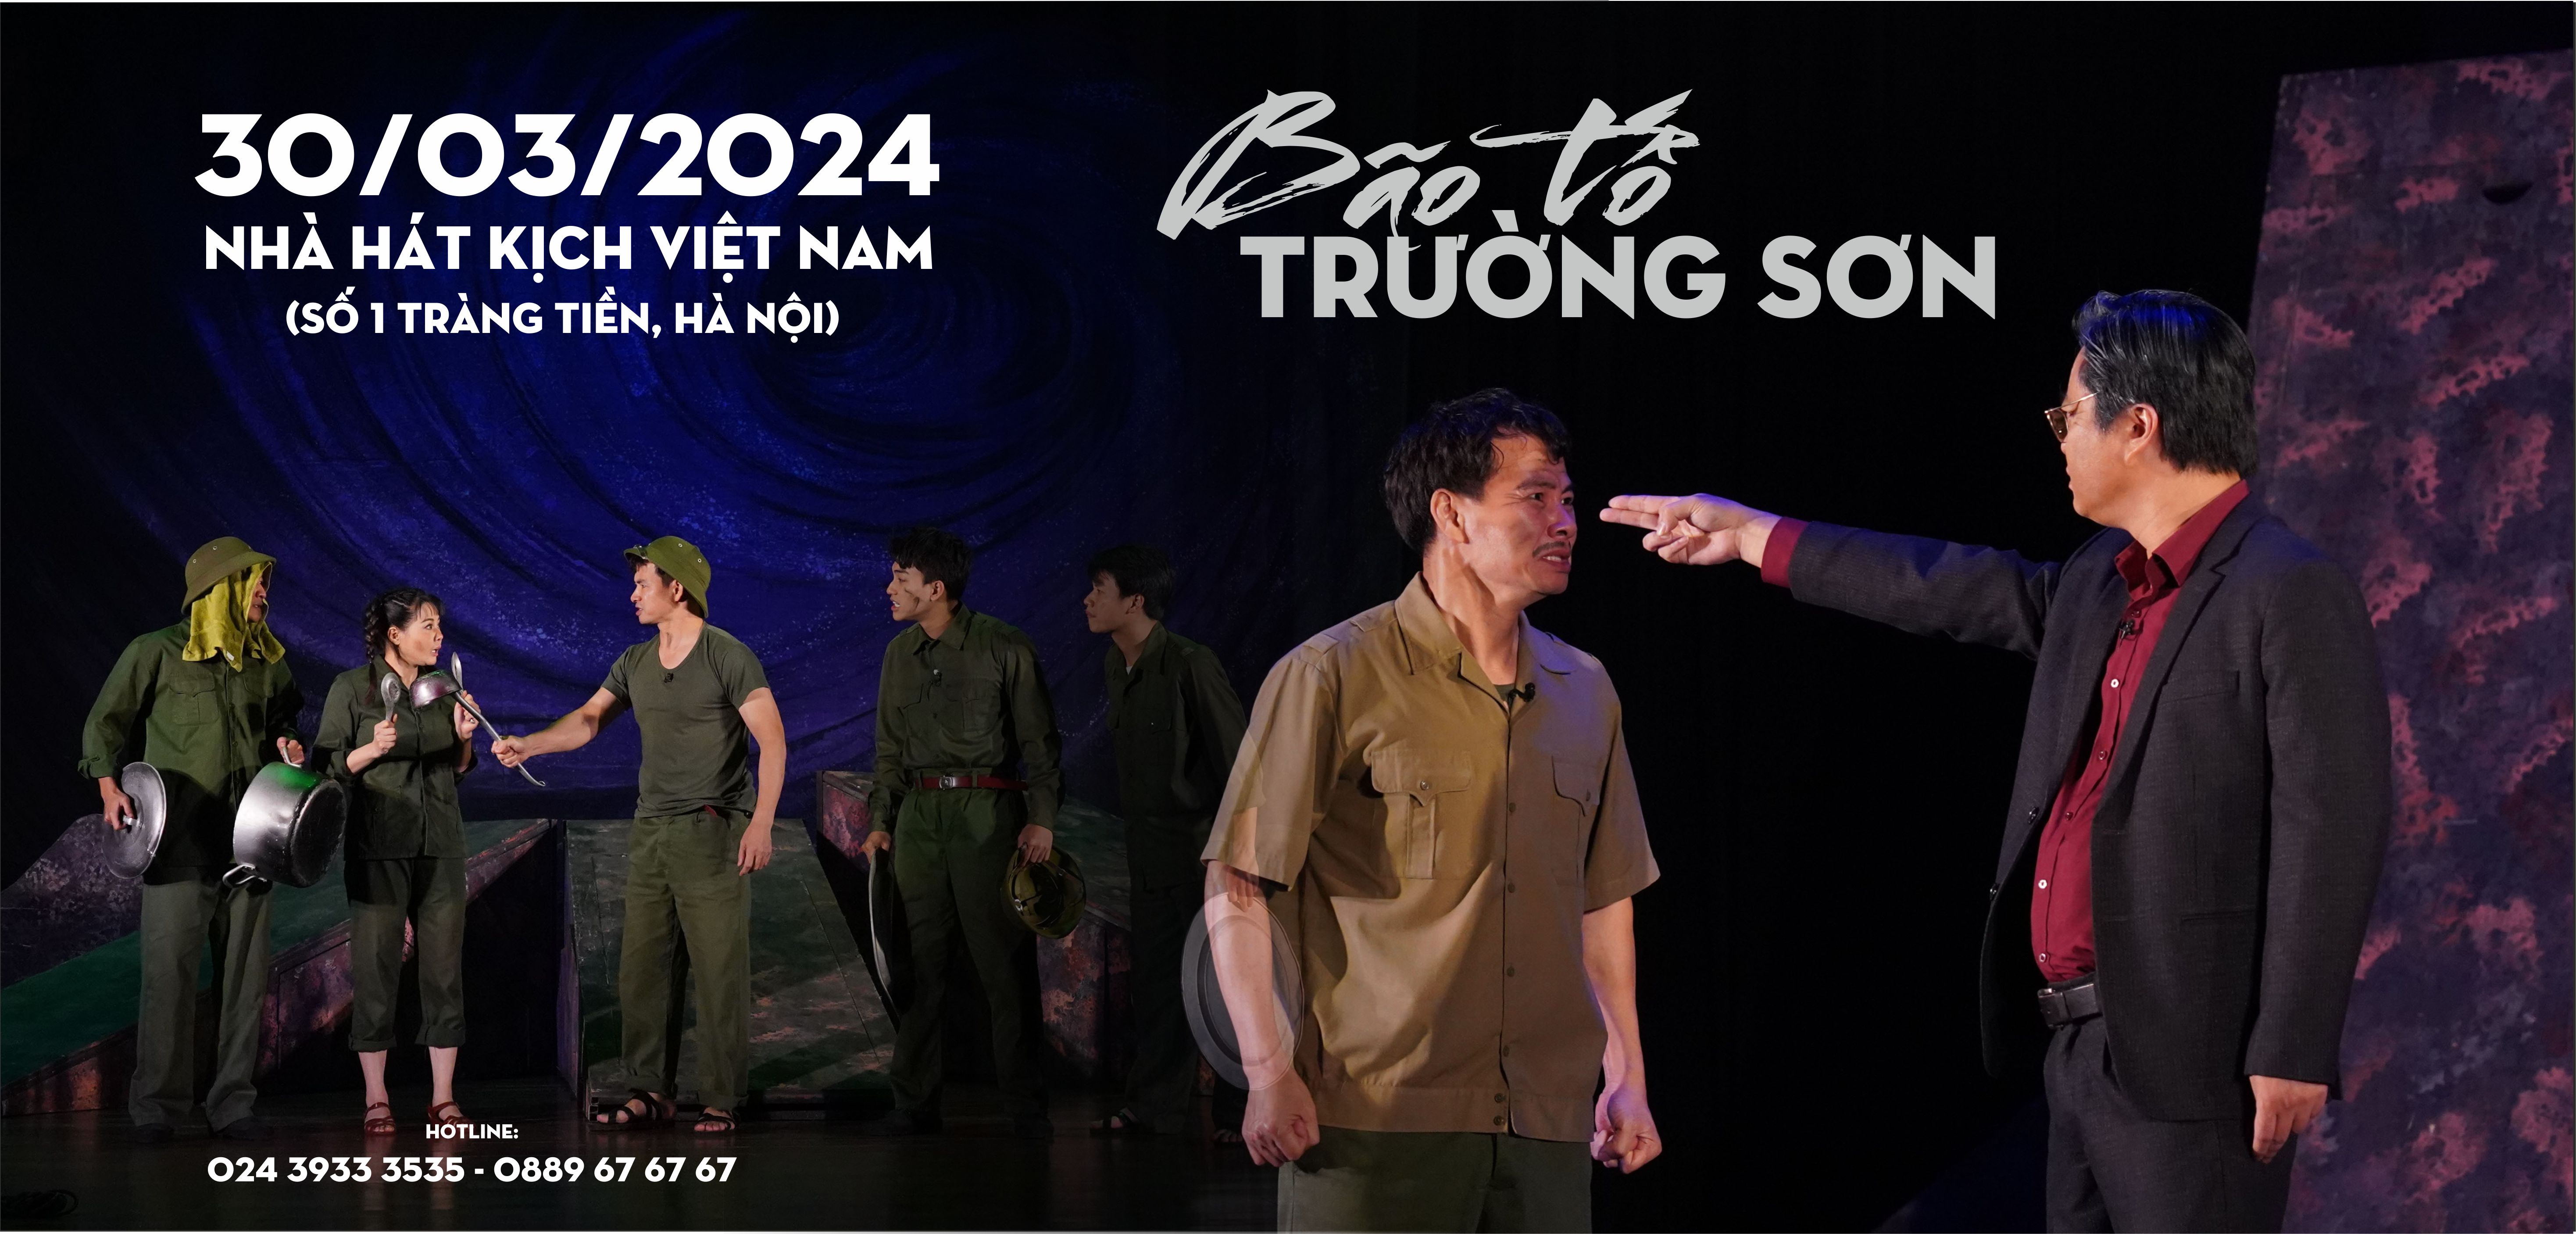 30/03/2024
NHÀ HÁT KỊCH VIỆT NAM
(SỐ 1 TRÀNG TIỀN, HÀ NỘI)
Bão tố
TRƯỜNG SƠN
HOTLINE:
024 3933 3535 - 0889 67 67 67